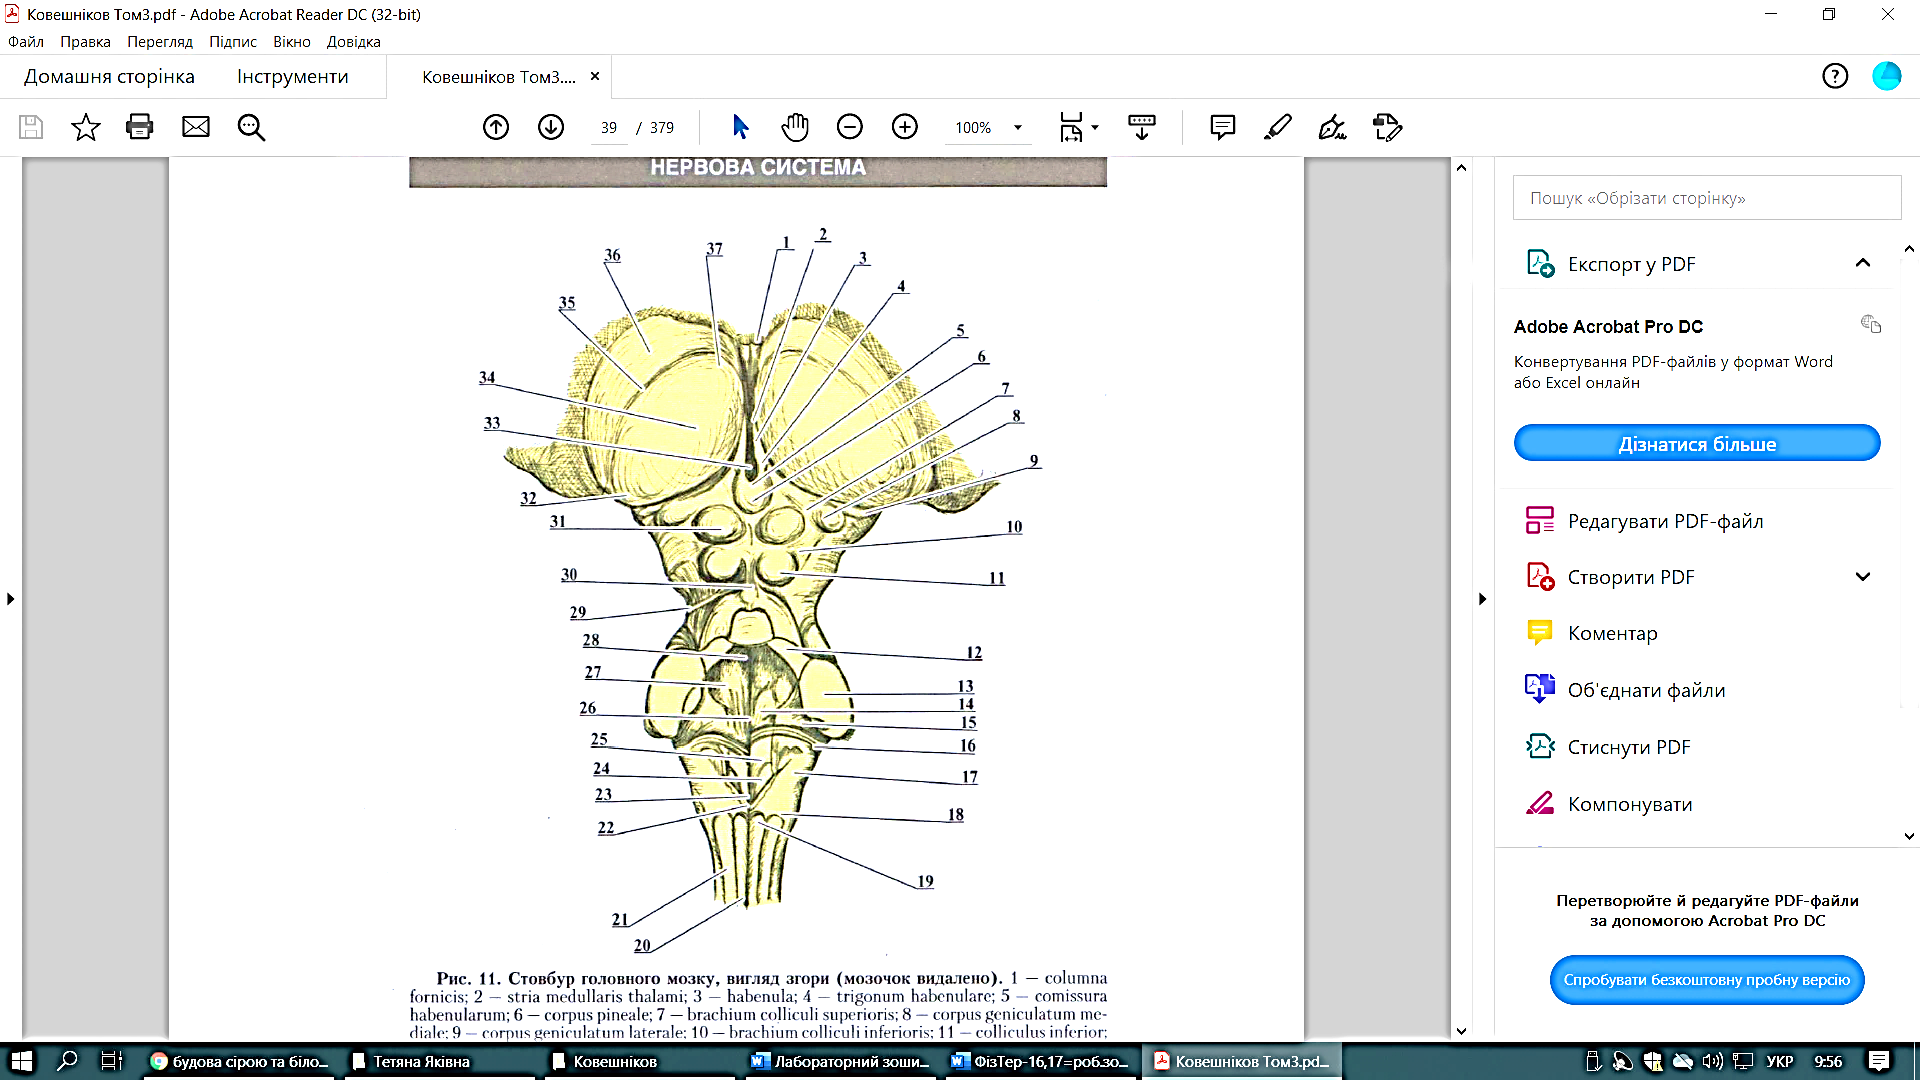 Ковешніков Том3.pdf - Adobe Acrobat Reader DC (32-bit)
Файл Правка Перегляд Підпис Вікно Довідка
Домашня сторінка Інструменти Ковешніков Том3.... ×
39 / 379 100%
НЕРВОВА СИСТЕМА
1
2
3
4
5
6
7
8
9
10
11
12
13
14
15
16
17
18
19
20
21
22
23
24
25
26
27
28
29
30
31
32
33
34
35
36
37
Рис. 11. Стовбур головного мозку, вигляд згори (мозочок видалено). 1 — columna
fornicis; 2 — stria medullaris thalami; 3 — habenula; 4 — trigonum habenulare; 5 — comissura
habenularum; 6 — corpus pineale; 7 — brachium colliculi superioris; 8 — corpus geniculatum me-
diale; 9 — corpus geniculatum laterale; 10 — brachium colliculi inferioris; 11 — colliculus inferior;
Пошук «Обрізати сторінку»
Експорт у PDF
Adobe Acrobat Pro DC
Конвертування PDF-файлів у формат Word
або Excel онлайн
Дізнатися більше
Редагувати PDF-файл
Створити PDF
Коментар
Об'єднати файли
Стиснути PDF
Компонувати
Перетворюйте й редагуйте PDF-файли
за допомогою Acrobat Pro DC
Спробувати безкоштовну пробну версію
будова сірою та біло... Тетяна Яківна Ковешніков Лабораторний зоши... ФізТер-16,17=роб.зо... Ковешніков Том3.pd... УКР 9:56